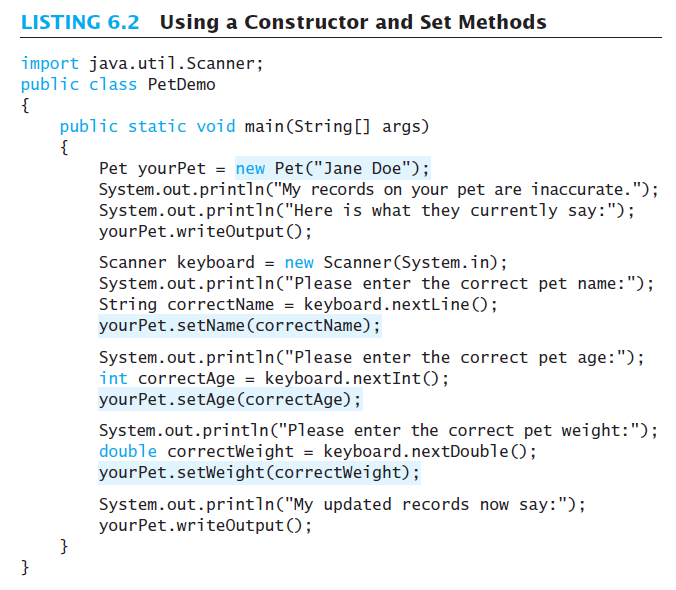 LISTING 6.2 Using a Constructor and Set Methods
import java.util.Scanner;
public class PetDemo
{
public static void main(String[] args)
{
Pet yourPet = new Pet("Jane Doe");
System.out.println("My records on your pet are inaccurate.");
System.out.println("Here is what they currently say:");
yourPet.writeOutput();
Scanner keyboard = new Scanner(System.in);
System.out.println("Please enter the correct pet name:");
String correctName = keyboard.nextLine();
yourPet.setName(correctName);
System.out.println("Please enter the correct pet age:");
int correctAge = keyboard.nextInt();
yourPet.setAge(correctAge);
System.out.println("Please enter the correct pet weight:");
double correctWeight = keyboard.nextDouble();
yourPet.setWeight(correctWeight);
System.out.println("My updated records now say:");
yourPet.writeOutput();
}
}